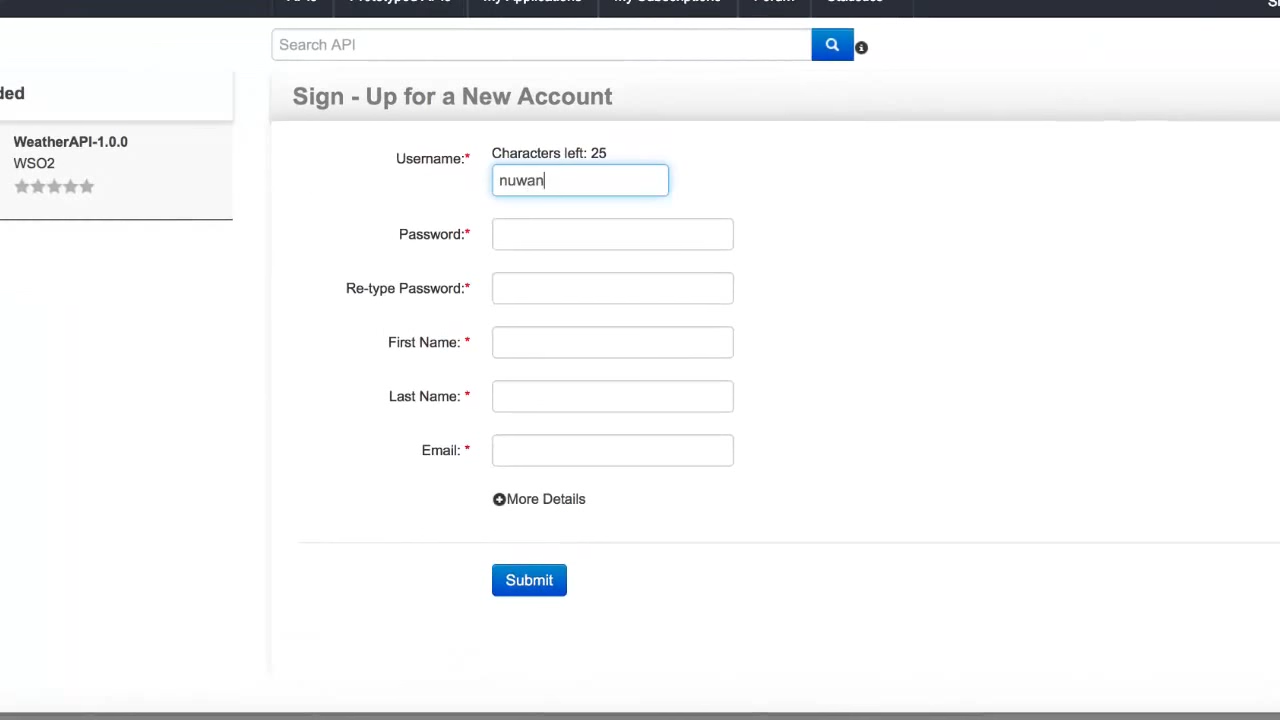 Search API
ded
Sign - Up for a New Account
WeatherAPI-1.0.0
WSO2
Username:*
Characters left: 25
nuwan
Password:*
Re-type Password:*
First Name: *
Last Name: *
Email: *
More Details
Submit